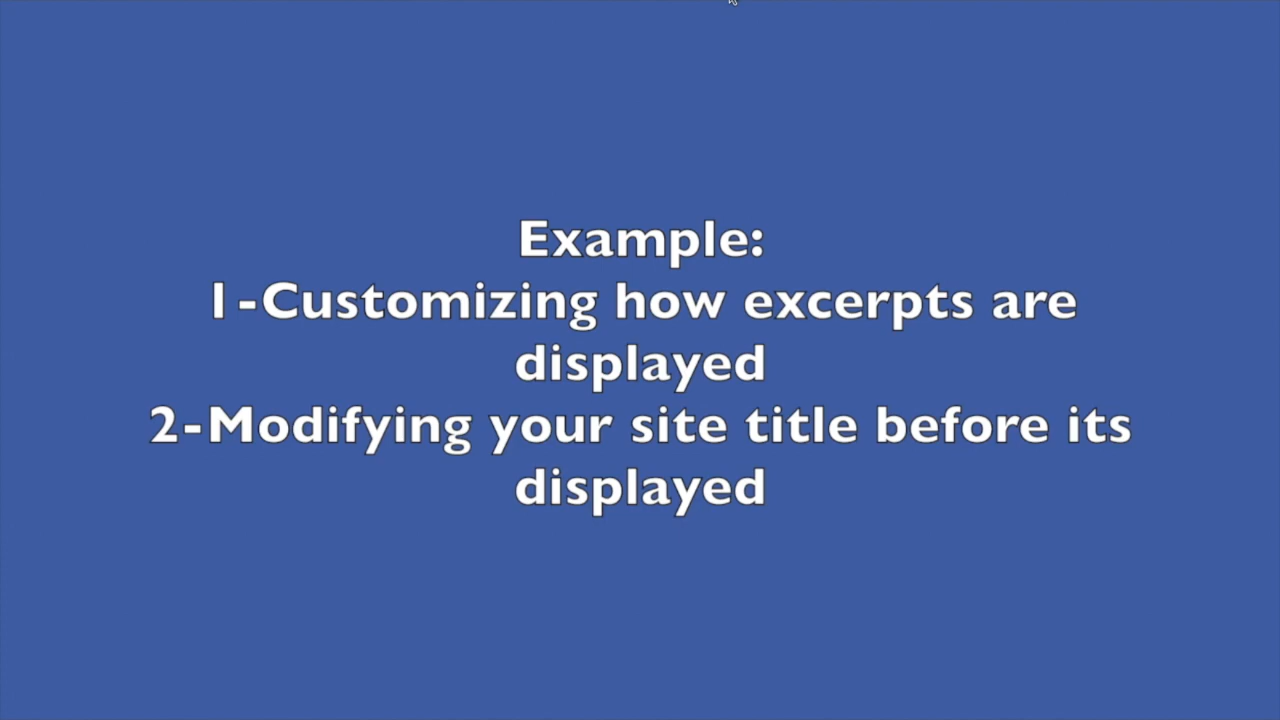 Example:
1-Customizing how excerpts are
displayed
2-Modifying your site title before its
displayed